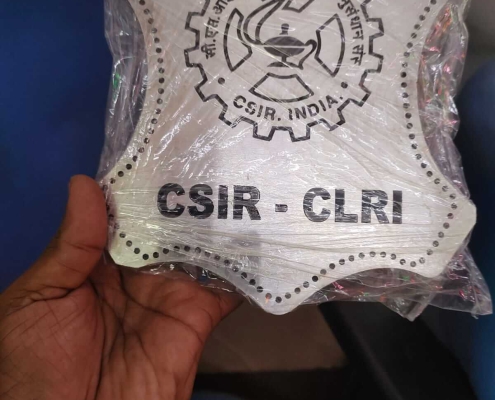 CSIR. INDIA.
CSIR - CLRI